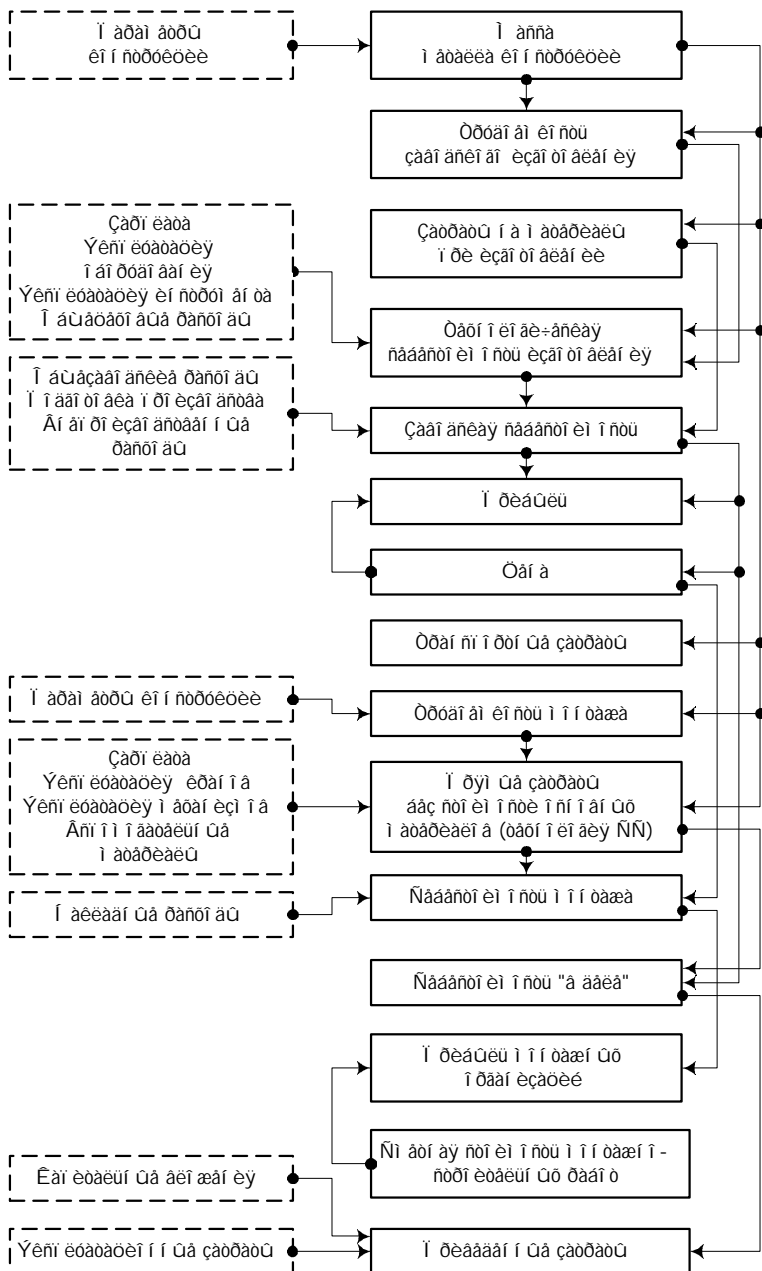 Ï àðàì åòðû
êî í ñòðóêöèè
Ì àññà
ì åòàëëà êî í ñòðóêöèè
Òðóäî åì êî ñòü
çàâî äñêî ãî  èçãî òî âëåí èÿ
Çàðï ëàòà
Ýêñï ëóàòàöèÿ
î áî ðóäî âàí èÿ
Ýêñï ëóàòàöèÿ èí ñòðóì åí òà
Î áùåöåõî âûå ðàñõî äû
Çàòðàòû í à ì àòåðèàëû
ï ðè èçãî òî âëåí èè
Òåõí î ëî ãè÷åñêàÿ
ñåáåñòî èì î ñòü èçãî òî âëåí èÿ
Î áùåçàâî äñêèå ðàñõî äû
Ï î äãî òî âêà ï ðî èçâî äñòâà
Âí åï ðî èçâî äñòâåí í ûå
ðàñõî äû
Çàâî äñêàÿ ñåáåñòî èì î ñòü
Ï ðèáûëü
Öåí à
Òðàí ñï î ðòí ûå çàòðàòû
Ï àðàì åòðû êî í ñòðóêöèè
Òðóäî åì êî ñòü ì î í òàæà
Çàðï ëàòà
Ýêñï ëóàòàöèÿ  êðàí î â
Ýêñï ëóàòàöèÿ ì åõàí èçì î â
Âñï î ì î ãàòåëüí ûå
ì àòåðèàëû
Ï ðÿì ûå çàòðàòû
áåç ñòî èì î ñòè î ñí î âí ûõ
ì àòåðèàëî â (òåõí î ëî ãèÿ ÑÑ)
Í àêëàäí ûå ðàñõî äû
Ñåáåñòî èì î ñòü ì î í òàæà
Ñåáåñòî èì î ñòü "â äåëå"
Ï ðèáûëü ì î í òàæí ûõ
î ðãàí èçàöèé
Ñì åòí àÿ ñòî èì î ñòü ì î í òàæí î -
ñòðî èòåëüí ûõ ðàáî ò
Êàï èòàëüí ûå âëî æåí èÿ
Ýêñï ëóàòàöèî í í ûå çàòðàòû
Ï ðèâåäåí í ûå çàòðàòû